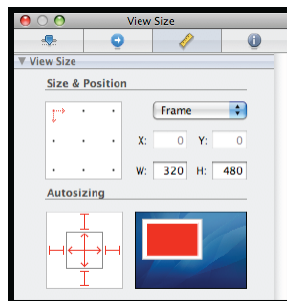 View Size
View Size
Size & Position
Frame
X: 0 Y: 0
W: 320 H: 480
Autosizing